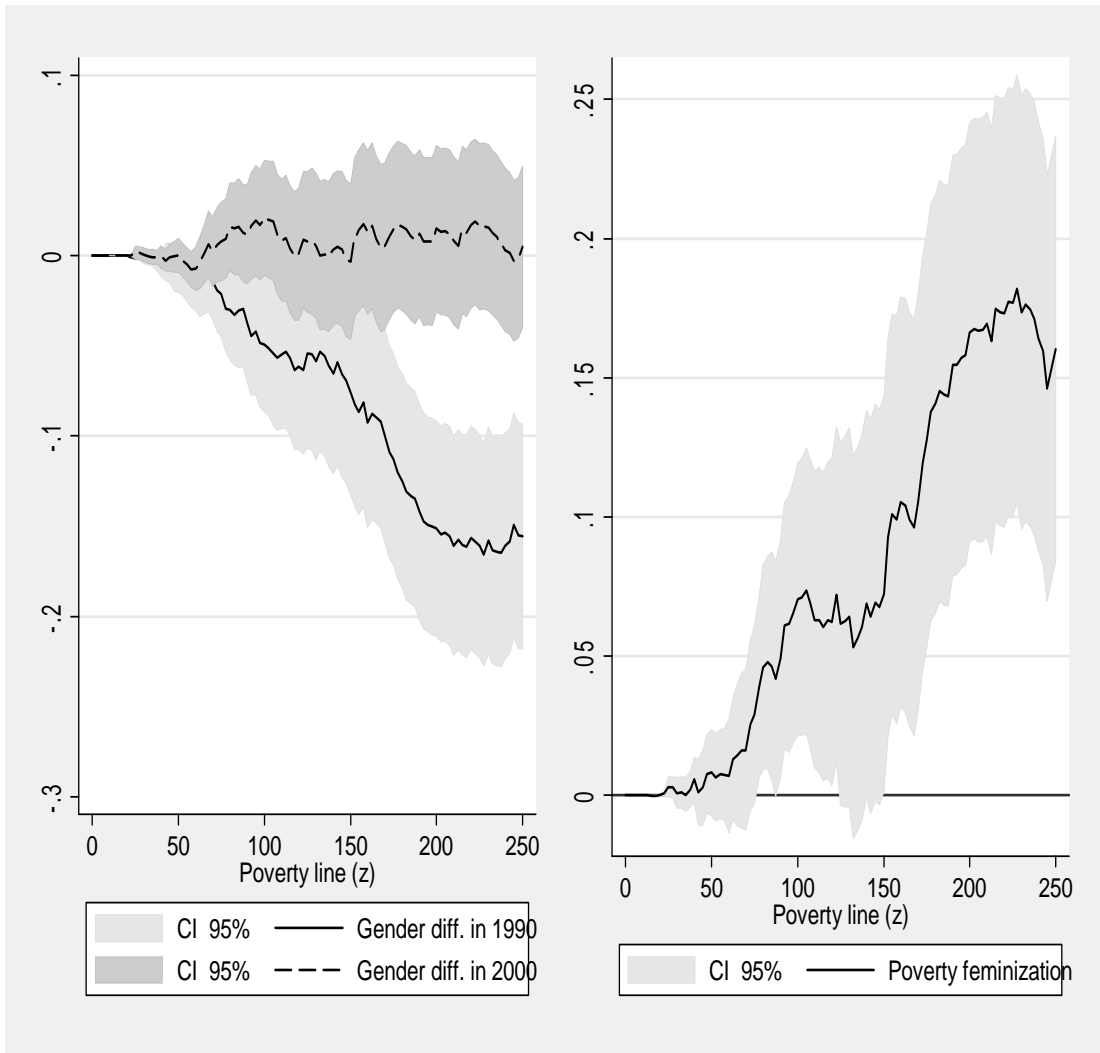 .1
0
-.1
-.2
-.3
0 50 100 150 200 250
Poverty line (z)
CI 95% Gender diff. in 1990
CI 95% Gender diff. in 2000
.25
.2
.15
.1
.05
0
0 50 100 150 200 250
Poverty line (z)
CI 95% Poverty feminization